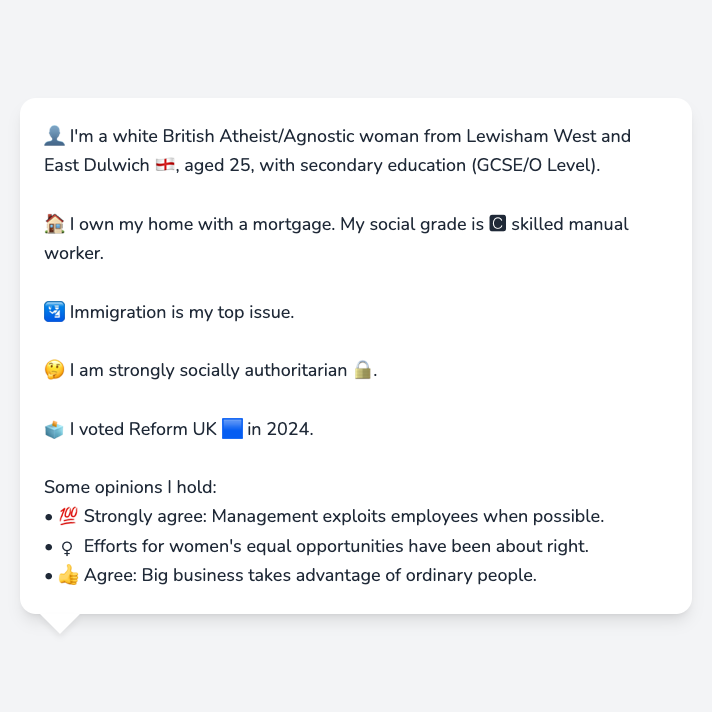 👤 I'm a white British Atheist/Agnostic woman from Lewisham West and
East Dulwich 🏴󠁧󠁢󠁥󠁮󠁧󠁿, aged 25, with secondary education (GCSE/O Level).
🏠 I own my home with a mortgage. My social grade is 🅲 skilled manual
worker.
🛂 Immigration is my top issue.
🤔 I am strongly socially authoritarian 🔒.
🗳️ I voted Reform UK 🟦 in 2024.
Some opinions I hold:
• 💯 Strongly agree: Management exploits employees when possible.
• ♀ Efforts for women's equal opportunities have been about right.
• 👍 Agree: Big business takes advantage of ordinary people.